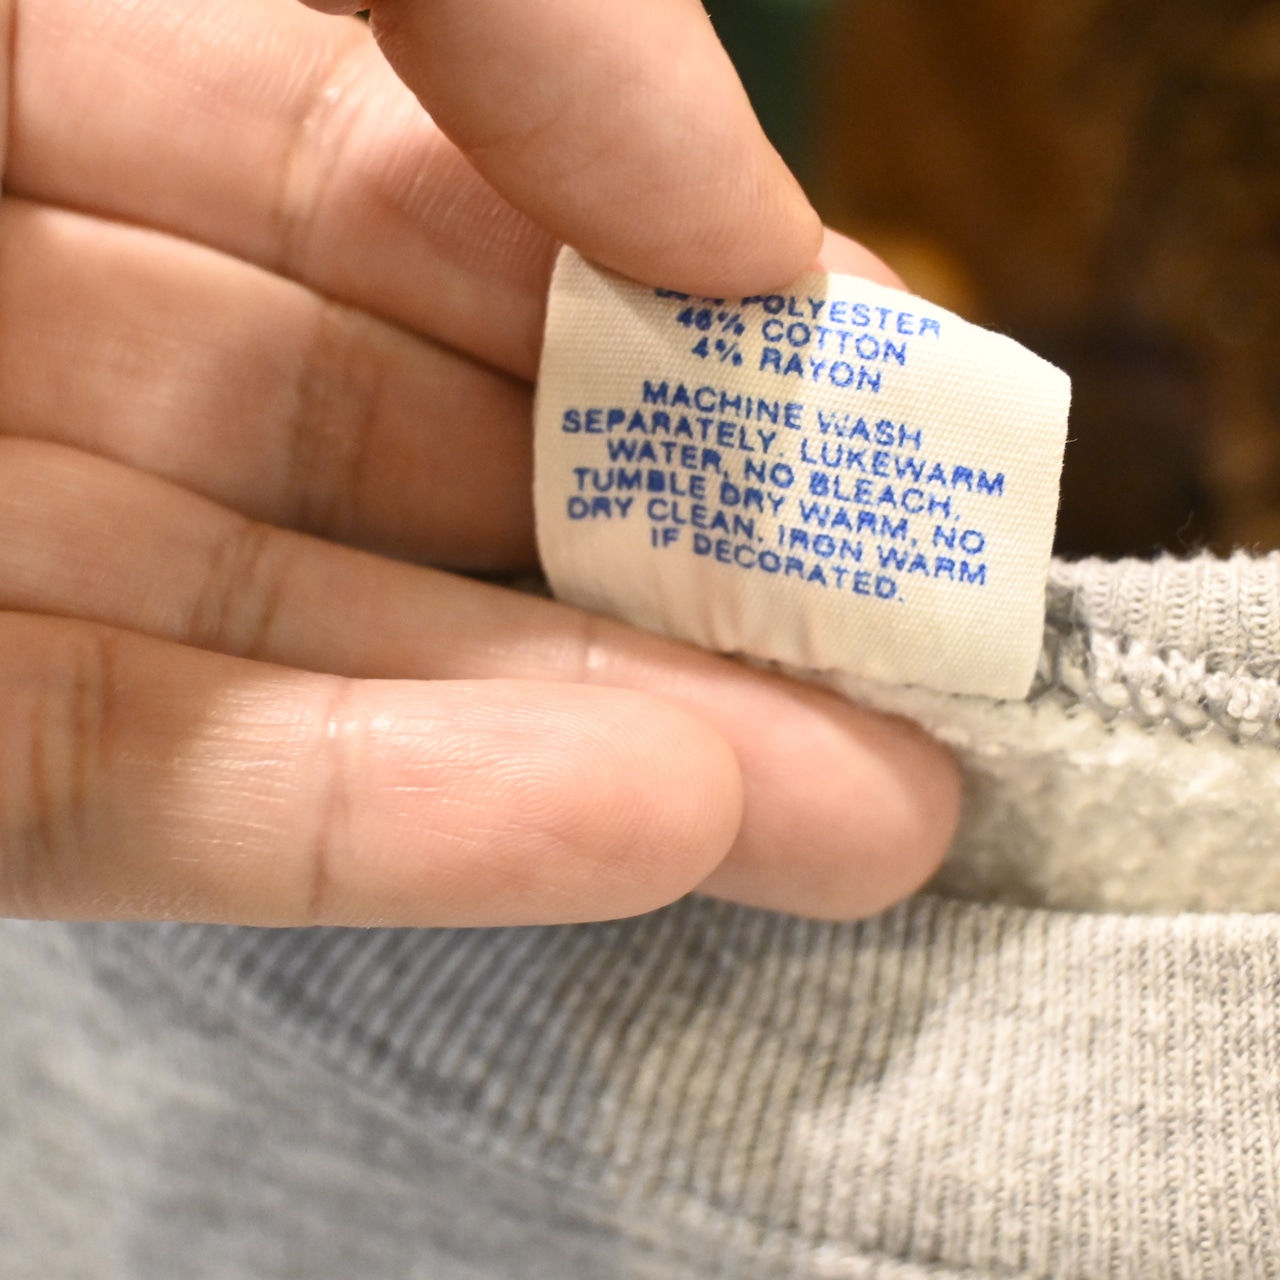 POLYESTER
46% COTTON
4% RAYON
MACHINE WASH
SEPARATELY. LUKEWARM
WATER, NO BLEACH,
TUMBLE DRY WARM, NO
DRY CLEAN. IRON WARM
IF DECORATED.